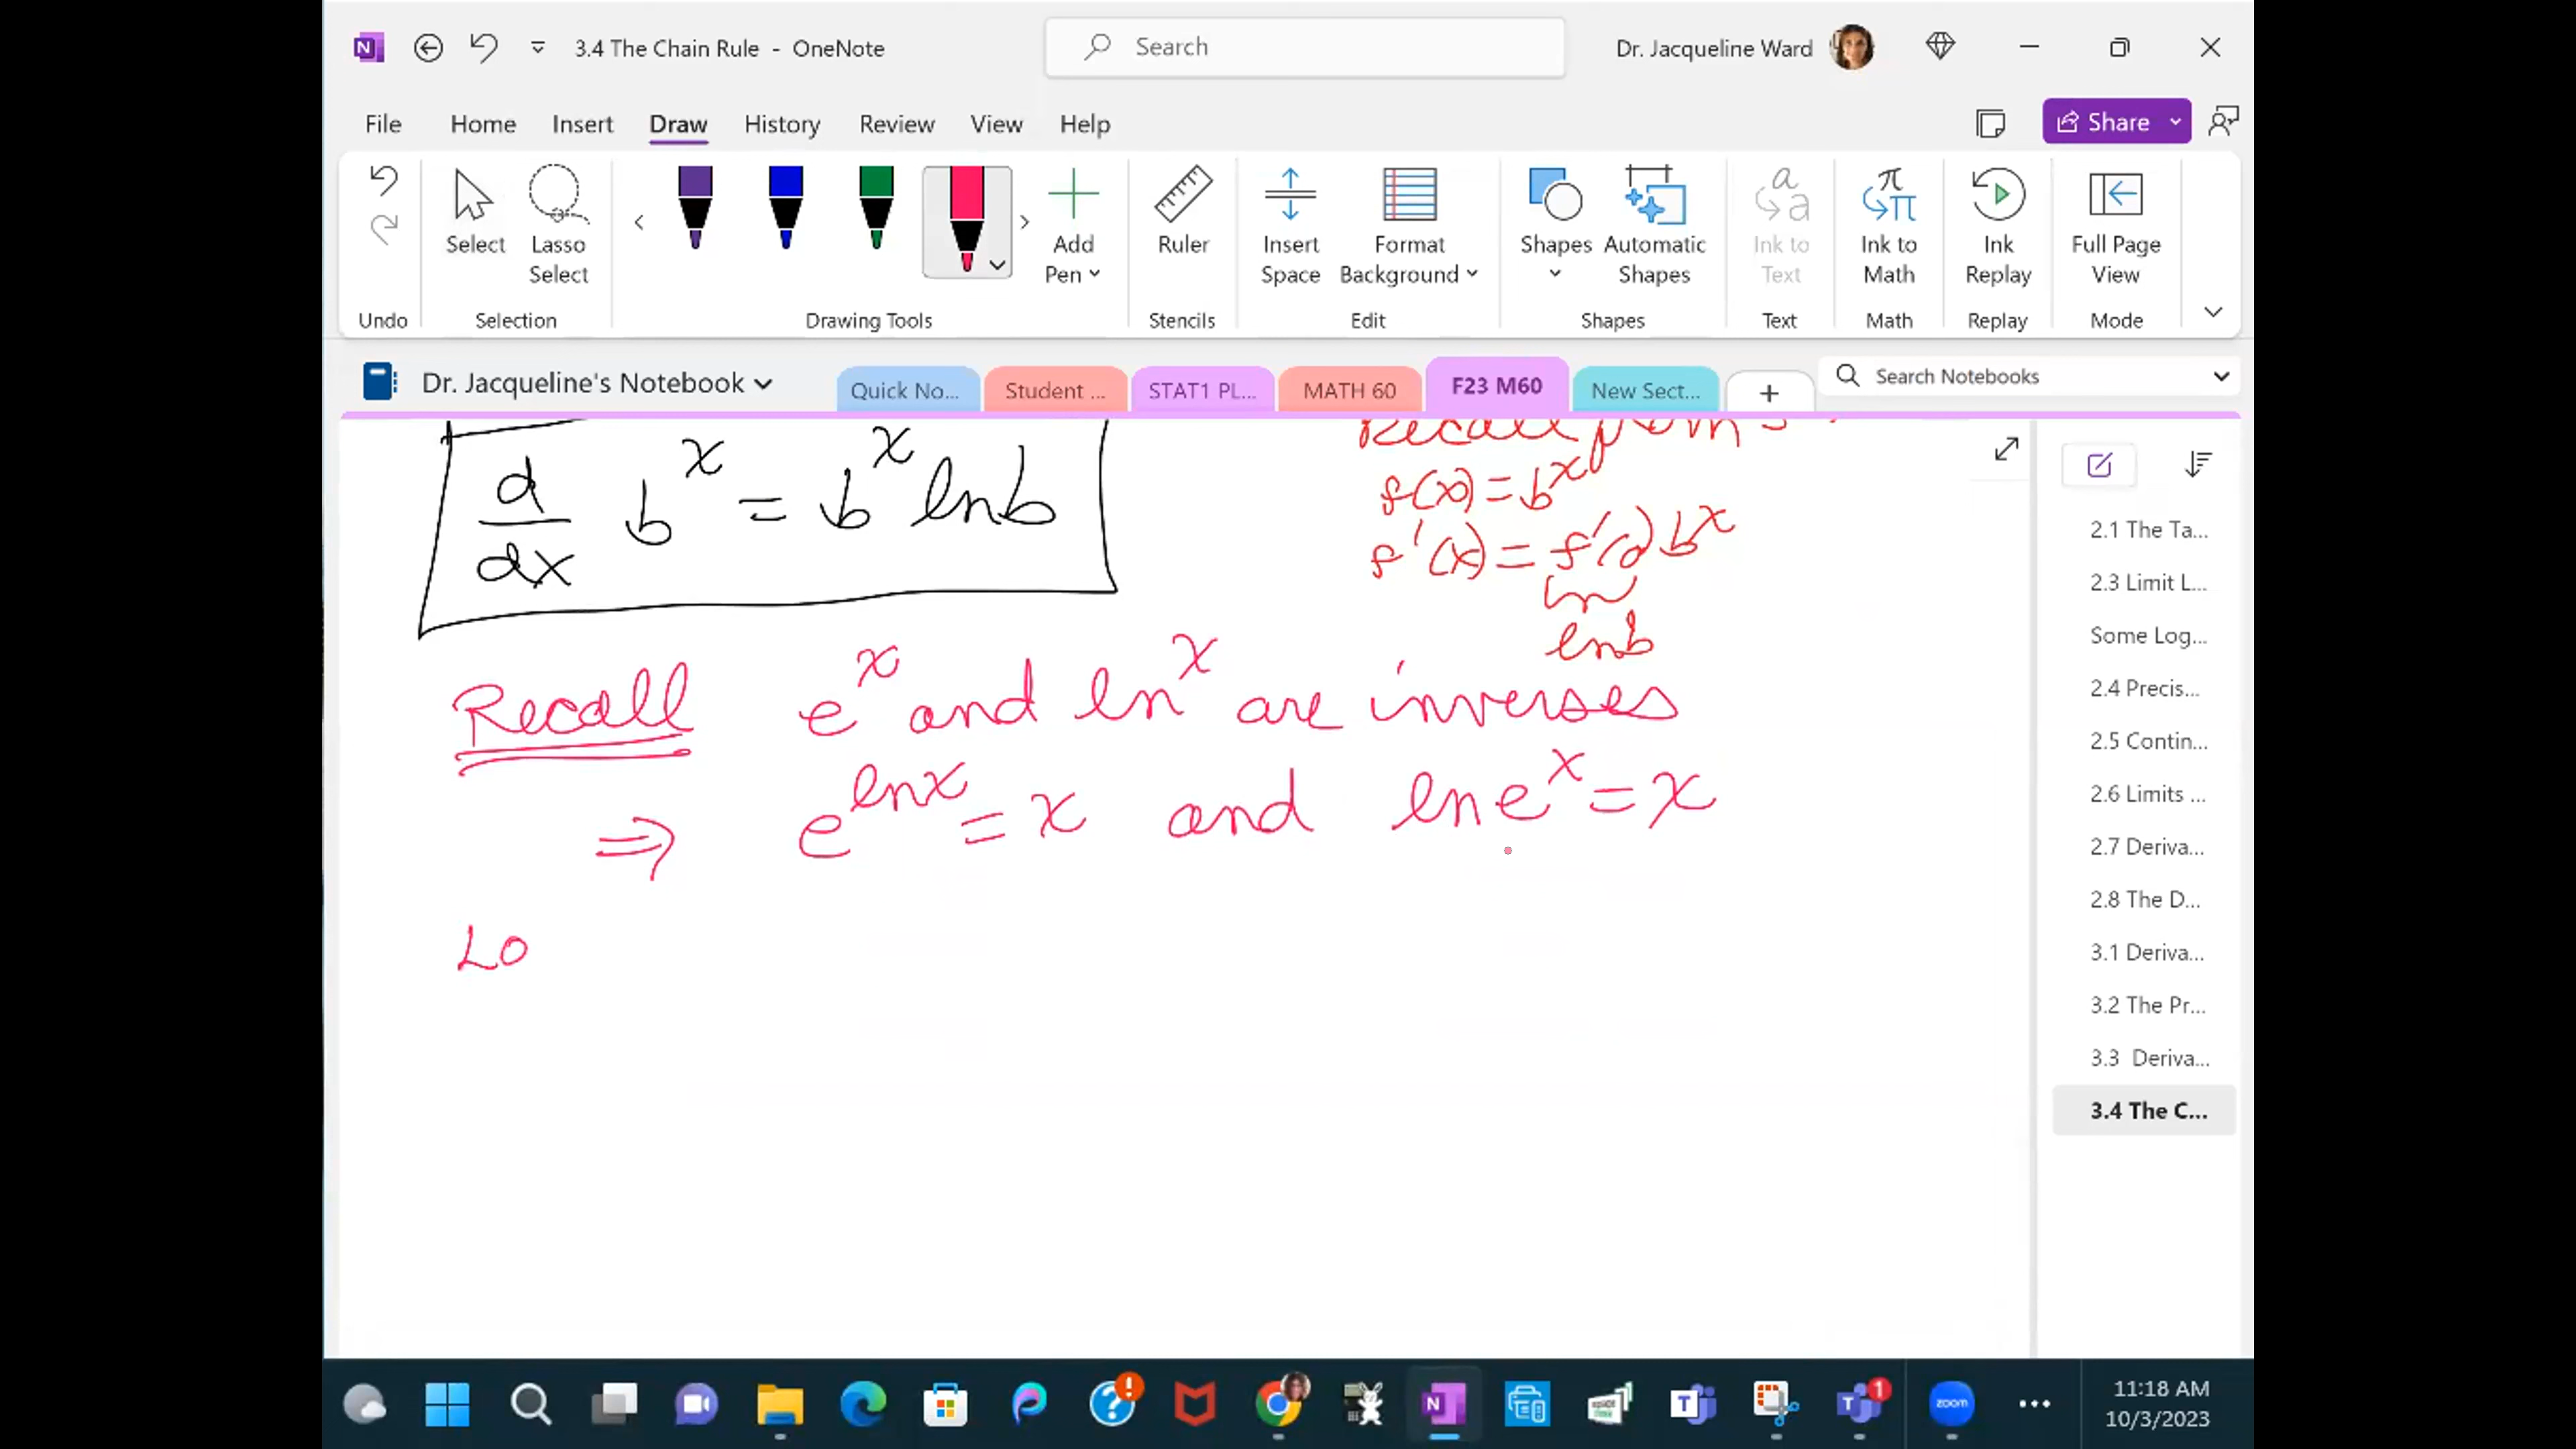 3.4 The Chain Rule - OneNote
Search
Dr. Jacqueline Ward
File Home Insert Draw History Review View Help
Share
Select
Lasso Select
Add Pen
Ruler
Insert Space
Format Background
Shapes
Automatic Shapes
Ink to Text
Ink to Math
Ink Replay
Full Page View
Undo Selection Drawing Tools Stencils Edit Shapes Text Math Replay Mode
Dr. Jacqueline's Notebook
Quick No... Student ... STAT1 PL... MATH 60 F23 M60 New Sect... +
Search Notebooks
d/dx b^x = b^x ln b
Recall from
f(x) = b^x
f'(x) = f'(0) b^x
ln b
Recall e^x and ln^x are inverses
⇒ e^ln x = x and ln e^x = x
Lo
2.1 The Ta...
2.3 Limit L...
Some Log...
2.4 Precis...
2.5 Contin...
2.6 Limits ...
2.7 Deriva...
2.8 The D...
3.1 Deriva...
3.2 The Pr...
3.3 Deriva...
3.4 The C...
zoom
1
11:18 AM
10/3/2023